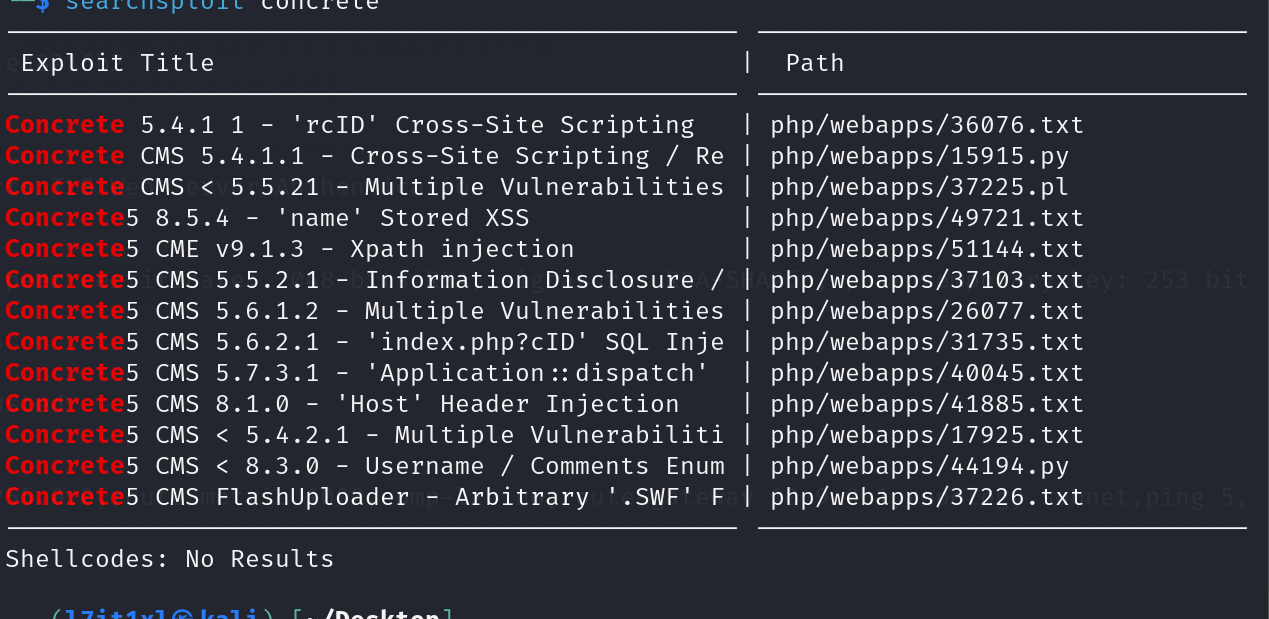 $ searchsploit concrete
Exploit Title | Path
Concrete 5.4.1 1 - 'rcID' Cross-Site Scripting | php/webapps/36076.txt
Concrete CMS 5.4.1.1 - Cross-Site Scripting / Re | php/webapps/15915.py
Concrete CMS < 5.5.21 - Multiple Vulnerabilities | php/webapps/37225.pl
Concrete5 8.5.4 - 'name' Stored XSS | php/webapps/49721.txt
Concrete5 CME v9.1.3 - Xpath injection | php/webapps/51144.txt
Concrete5 CMS 5.5.2.1 - Information Disclosure / | php/webapps/37103.txt
Concrete5 CMS 5.6.1.2 - Multiple Vulnerabilities | php/webapps/26077.txt
Concrete5 CMS 5.6.2.1 - 'index.php?cID' SQL Inje | php/webapps/31735.txt
Concrete5 CMS 5.7.3.1 - 'Application::dispatch' | php/webapps/40045.txt
Concrete5 CMS 8.1.0 - 'Host' Header Injection | php/webapps/41885.txt
Concrete5 CMS < 5.4.2.1 - Multiple Vulnerabiliti | php/webapps/17925.txt
Concrete5 CMS < 8.3.0 - Username / Comments Enum | php/webapps/44194.py
Concrete5 CMS FlashUploader - Arbitrary '.SWF' F | php/webapps/37226.txt
Shellcodes: No Results
[~/Desktop]